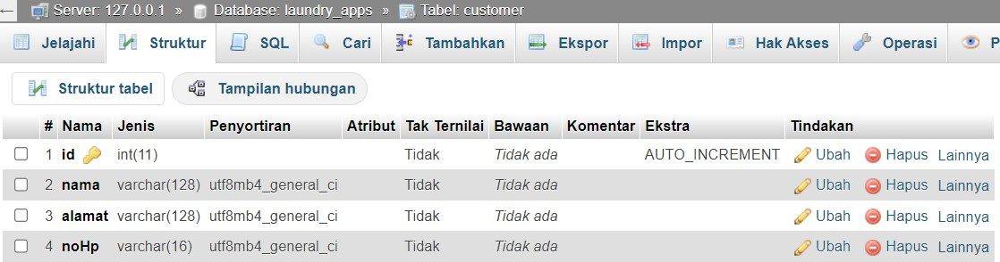 ← Server: 127.0.0.1 » Database: laundry_apps » Tabel: customer
Jelajahi Struktur SQL Cari Tambahkan Ekspor Impor Hak Akses Operasi P
Struktur tabel Tampilan hubungan
# Nama Jenis Penyortiran Atribut Tak Ternilai Bawaan Komentar Ekstra Tindakan
1 id int(11) Tidak Tidak ada AUTO_INCREMENT Ubah Hapus Lainnya
2 nama varchar(128) utf8mb4_general_ci Tidak Tidak ada Ubah Hapus Lainnya
3 alamat varchar(128) utf8mb4_general_ci Tidak Tidak ada Ubah Hapus Lainnya
4 noHp varchar(16) utf8mb4_general_ci Tidak Tidak ada Ubah Hapus Lainnya